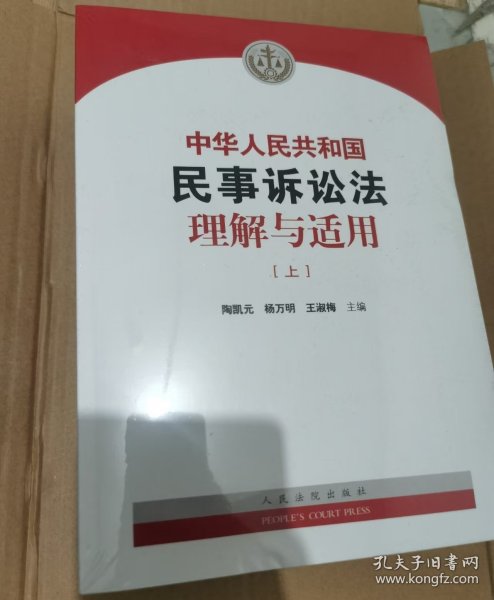 中华人民共和国
民事诉讼法
理解与适用
[上]
陶凯元 杨万明 王淑梅 主编
人民法院出版社
PEOPLE'S COURT PRESS
孔夫子旧书网
www.kongfz.com